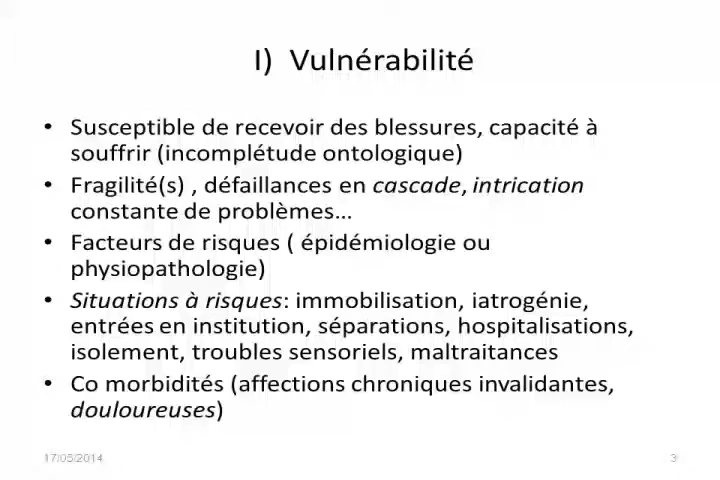 I) Vulnérabilité
• Susceptible de recevoir des blessures, capacité à
souffrir (incomplétude ontologique)
• Fragilité(s) , défaillances en cascade, intrication
constante de problèmes...
• Facteurs de risques ( épidémiologie ou
physiopathologie)
• Situations à risques: immobilisation, iatrogénie,
entrées en institution, séparations, hospitalisations,
isolement, troubles sensoriels, maltraitances
• Co morbidités (affections chroniques invalidantes,
douloureuses)
17/05/2014
3